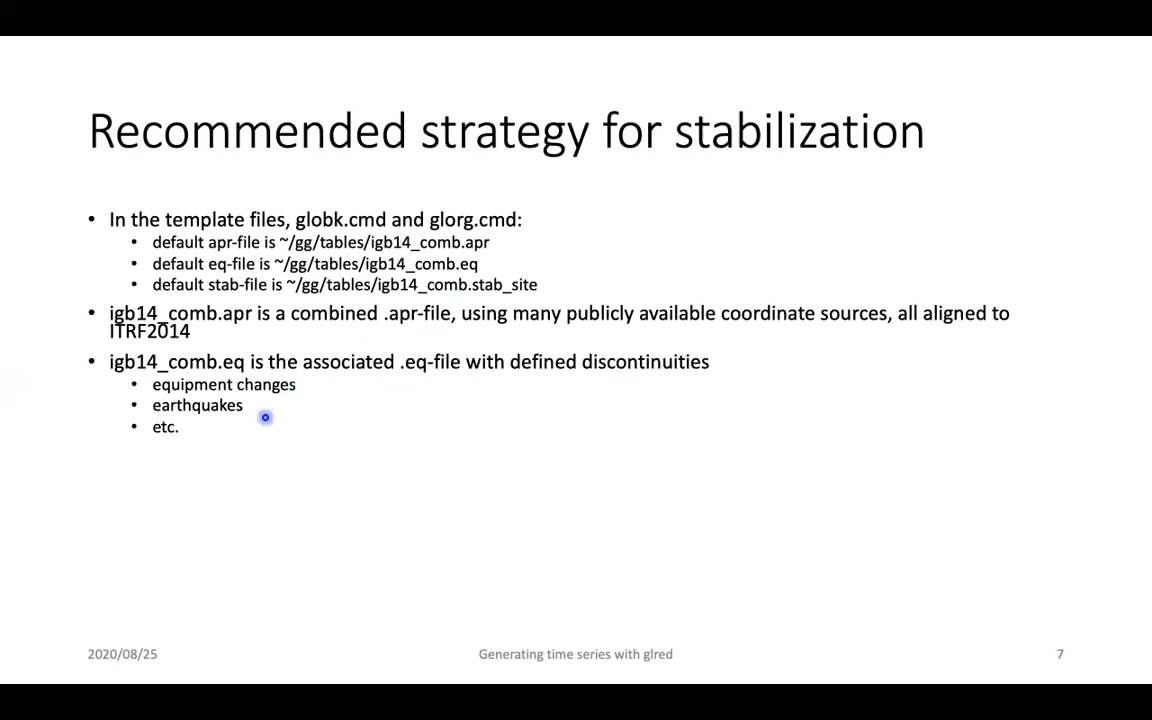 Recommended strategy for stabilization
• In the template files, globk.cmd and glorg.cmd:
• default apr-file is ~/gg/tables/igb14_comb.apr
• default eq-file is ~/gg/tables/igb14_comb.eq
• default stab-file is ~/gg/tables/igb14_comb.stab_site
• igb14_comb.apr is a combined .apr-file, using many publicly available coordinate sources, all aligned to
ITRF2014
• igb14_comb.eq is the associated .eq-file with defined discontinuities
• equipment changes
• earthquakes
• etc.
2020/08/25
Generating time series with glred
7